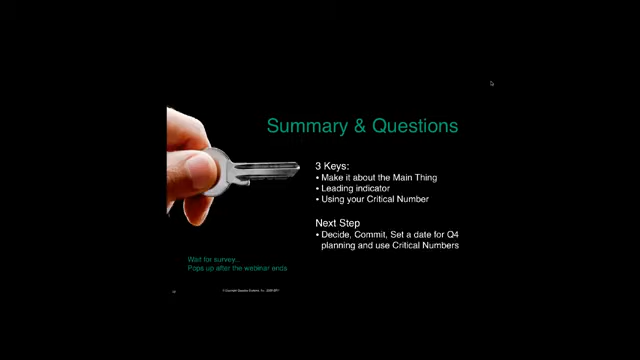 Summary & Questions
3 Keys:
• Make it about the Main Thing
• Leading indicator
• Using your Critical Number
Next Step
• Decide, Commit, Set a date for Q4
planning and use Critical Numbers
Wait for survey...
Pops up after the webinar ends